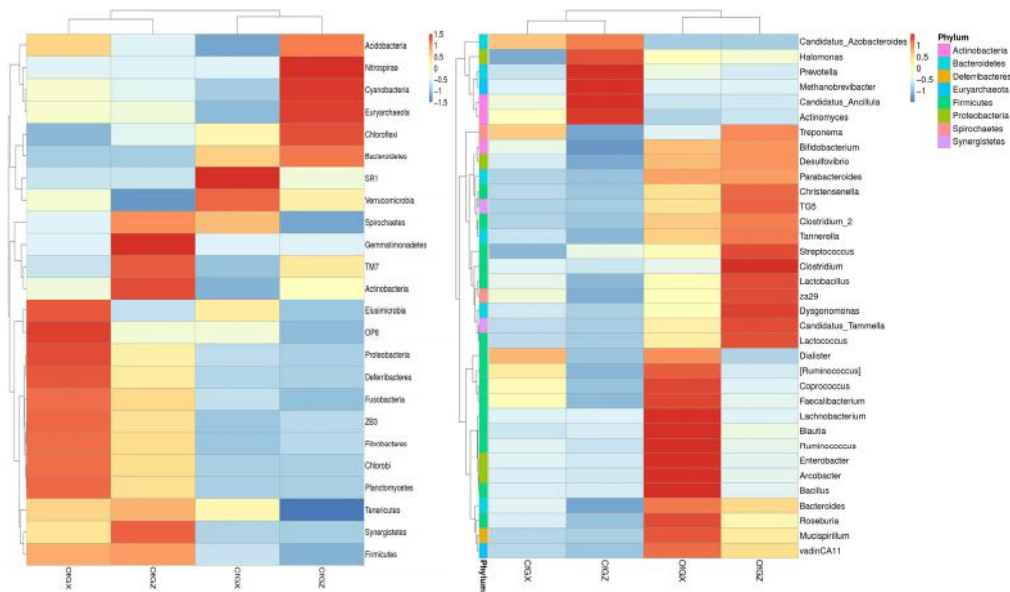 1.5
1
0.5
0
−0.5
−1
−1.5
Acidobacteria
Nitrospirae
Cyanobacteria
Euryarchaeota
Chloroflexi
Bacteroidetes
SR1
Verrucomicrobia
Spirochaetes
Gemmatimonadetes
TM7
Actinobacteria
Elusimicrobia
OP8
Proteobacteria
Deferribacteres
Fusobacteria
ZB3
Fibrobacteres
Chlorobi
Planctomycetes
Tenericutes
Synergistetes
Firmicutes
Candidatus_Azobacteroides
Halomonas
Prevotella
Methanobrevibacter
Candidatus_Ancillula
Actinomyces
Treponema
Bifidobacterium
Desulfovibrio
Parabacteroides
Christensenella
TG5
Clostridium_2
Tannerella
Streptococcus
Clostridium
Lactobacillus
za29
Dysgonomonas
Candidatus_Tammella
Lactococcus
Dialister
[Ruminococcus]
Coprococcus
Faecalibacterium
Lachnobacterium
Blautia
Ruminococcus
Enterobacter
Arcobacter
Bacillus
Bacteroides
Roseburia
Mucispirillum
vadinCA11
Phylum
1
0.5
0
−0.5
−1
Phylum
Actinobacteria
Bacteroidetes
Deferribacteres
Euryarchaeota
Firmicutes
Proteobacteria
Spirochaetes
Synergistetes